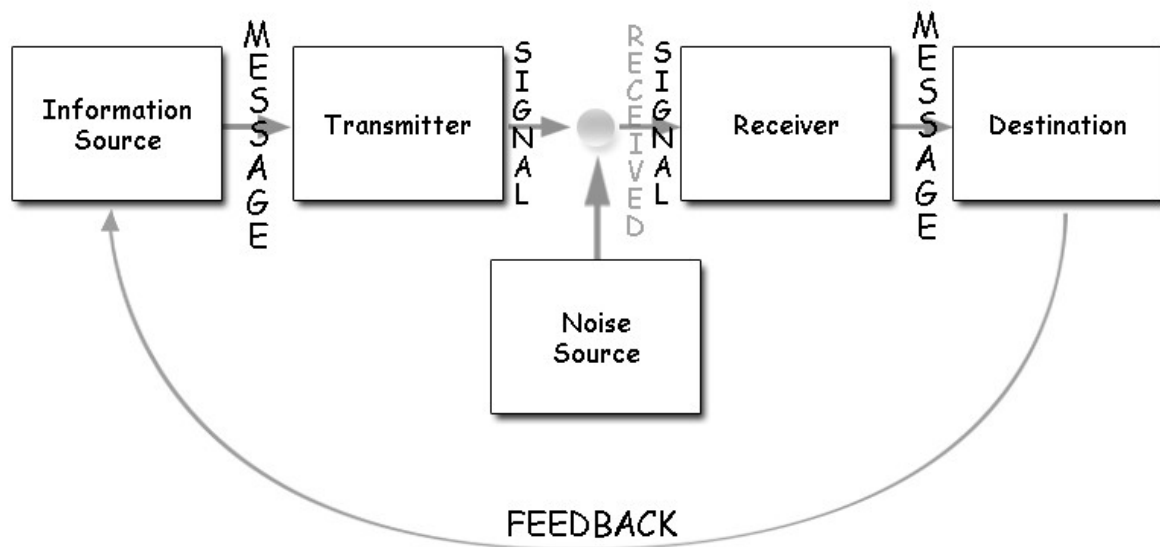 Information
Source
MESSAGE
Transmitter
SIGNAL
RECEIVED
SIGNAL
Receiver
MESSAGE
Destination
Noise
Source
FEEDBACK